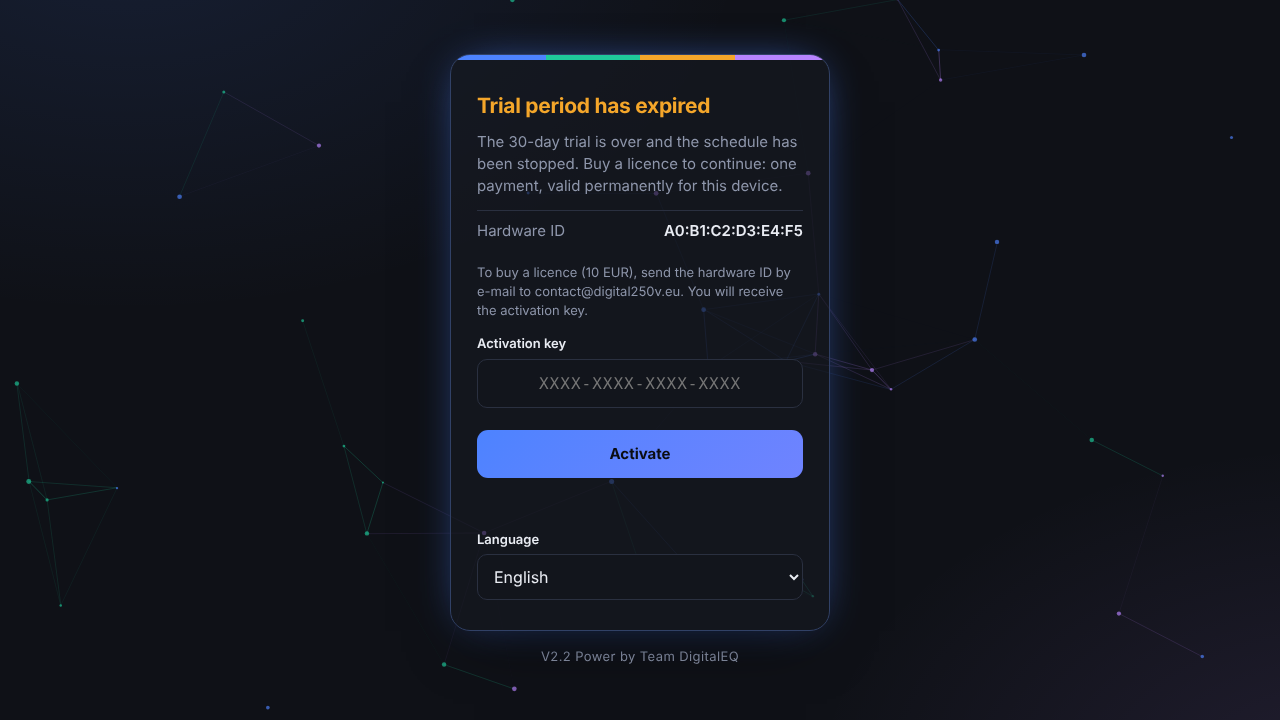 Trial period has expired
The 30-day trial is over and the schedule has
been stopped. Buy a licence to continue: one
payment, valid permanently for this device.
Hardware ID A0:B1:C2:D3:E4:F5
To buy a licence (10 EUR), send the hardware ID by
e-mail to contact@digital250v.eu. You will receive
the activation key.
Activation key
XXXX-XXXX-XXXX-XXXX
Activate
Language
English
V2.2 Power by Team DigitalEQ